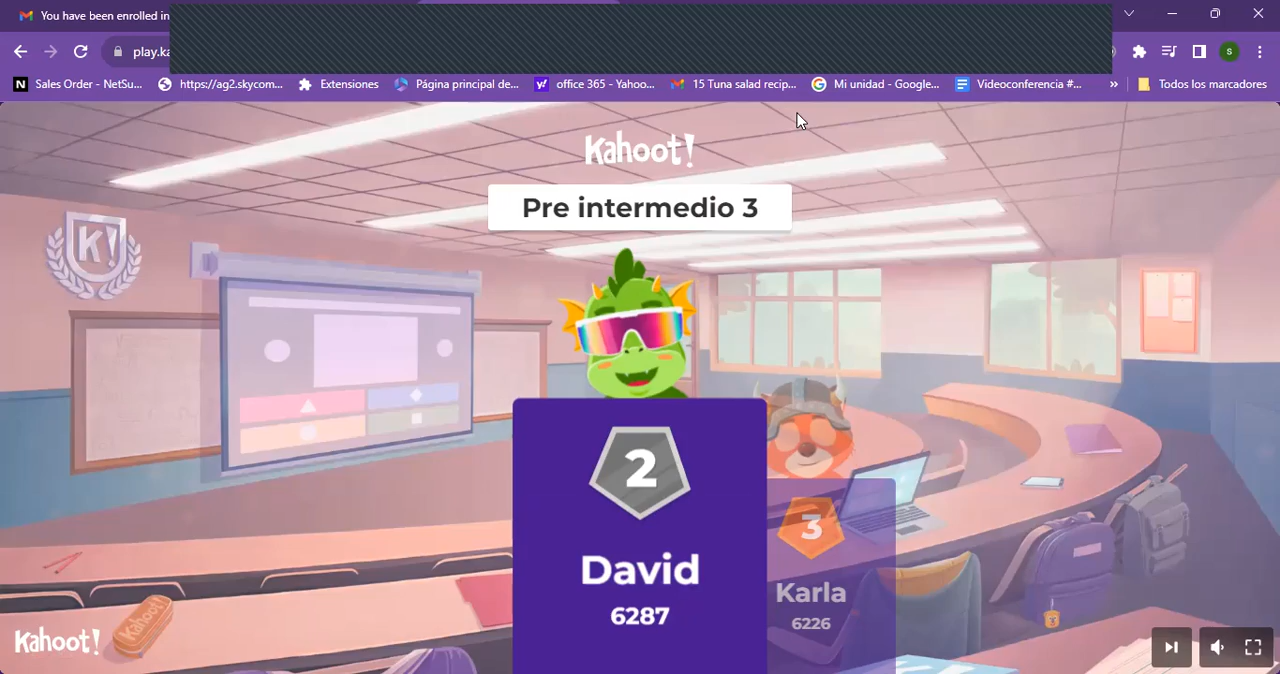 You have been enrolled in
play.ka
Sales Order - NetSu...
https://ag2.skycom...
Extensiones
Página principal de...
office 365 - Yahoo...
15 Tuna salad recip...
Mi unidad - Google...
Videoconferencia #...
»
Todos los marcadores
S
N
Kahoot!
Pre intermedio 3
K!
2
David
6287
3
Karla
6226
Kahoot!
Kahoot!